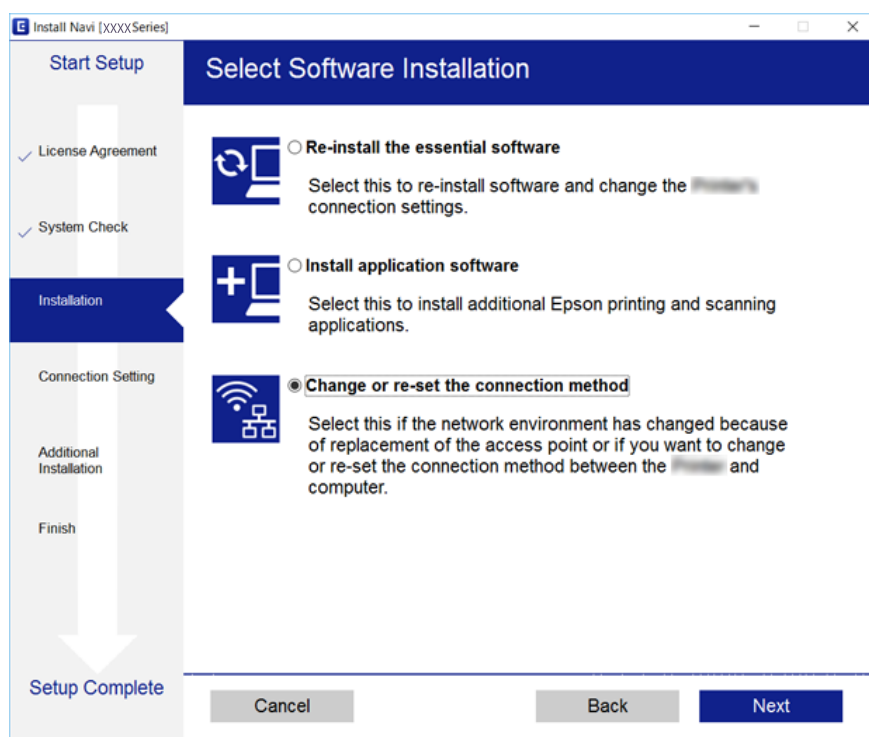 Install Navi [XXXX Series]
Start Setup
Select Software Installation
License Agreement
System Check
Installation
Connection Setting
Additional
Installation
Finish
Setup Complete
Re-install the essential software
Select this to re-install software and change the
connection settings.
Install application software
Select this to install additional Epson printing and scanning
applications.
Change or re-set the connection method
Select this if the network environment has changed because
of replacement of the access point or if you want to change
or re-set the connection method between the and
computer.
Cancel
Back
Next